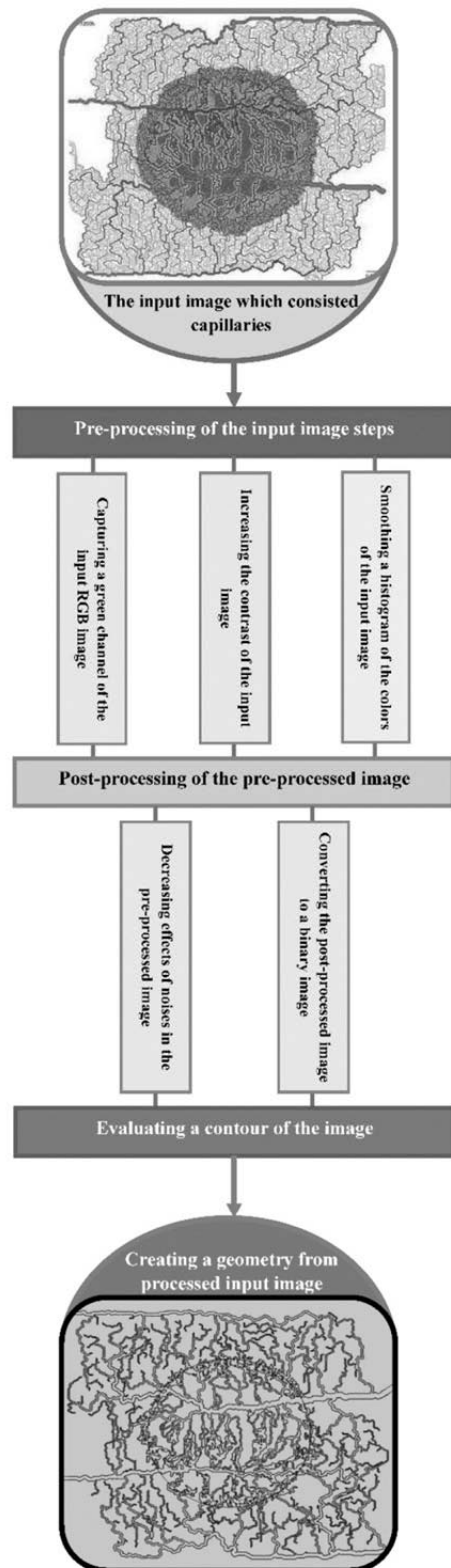 The input image which consisted
capillaries
Pre-processing of the input image steps
Capturing a green channel of the
input RGB image
Increasing the contrast of the input
image
Smoothing a histogram of the colors
of the input image
Post-processing of the pre-processed image
Decreasing effects of noises in the
pre-processed image
Converting the post-processed image
to a binary image
Evaluating a contour of the image
Creating a geometry from
processed input image